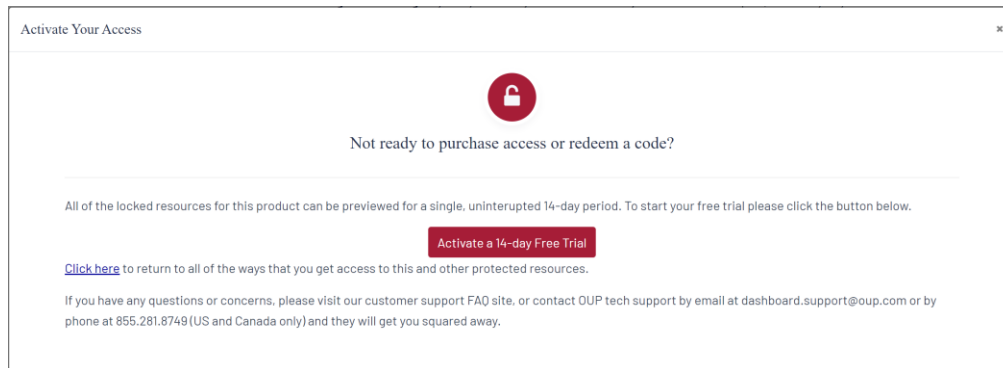 Activate Your Access
×
Not ready to purchase access or redeem a code?
All of the locked resources for this product can be previewed for a single, uninterupted 14-day period. To start your free trial please click the button below.
Activate a 14-day Free Trial
Click here to return to all of the ways that you get access to this and other protected resources.
If you have any questions or concerns, please visit our customer support FAQ site, or contact OUP tech support by email at dashboard.support@oup.com or by
phone at 855.281.8749 (US and Canada only) and they will get you squared away.